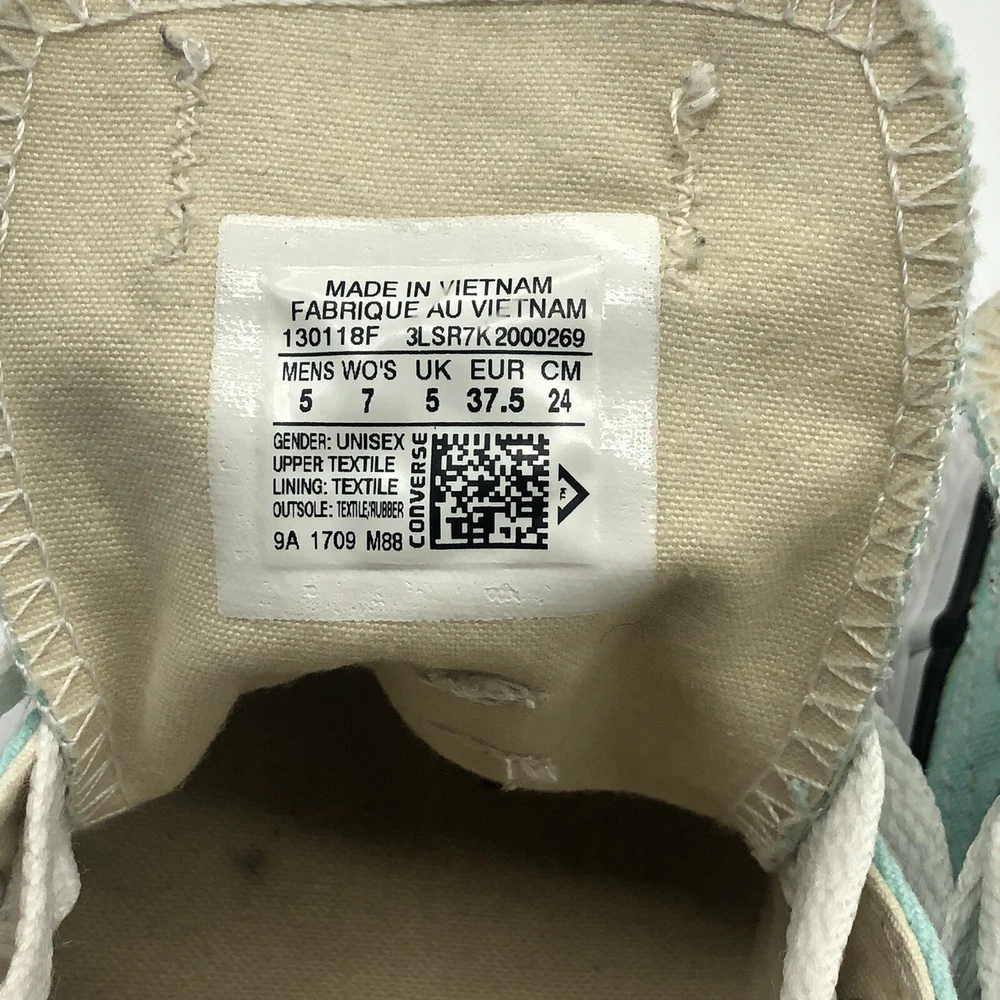 MADE IN VIETNAM
FABRIQUE AU VIETNAM
130118F 3LSR7K2000269
MENS WO'S UK EUR CM
5 7 5 37.5 24
GENDER: UNISEX
UPPER TEXTILE
LINING: TEXTILE
OUTSOLE: TEXTILE/RUBBER
9A 1709 M88
CONVERSE